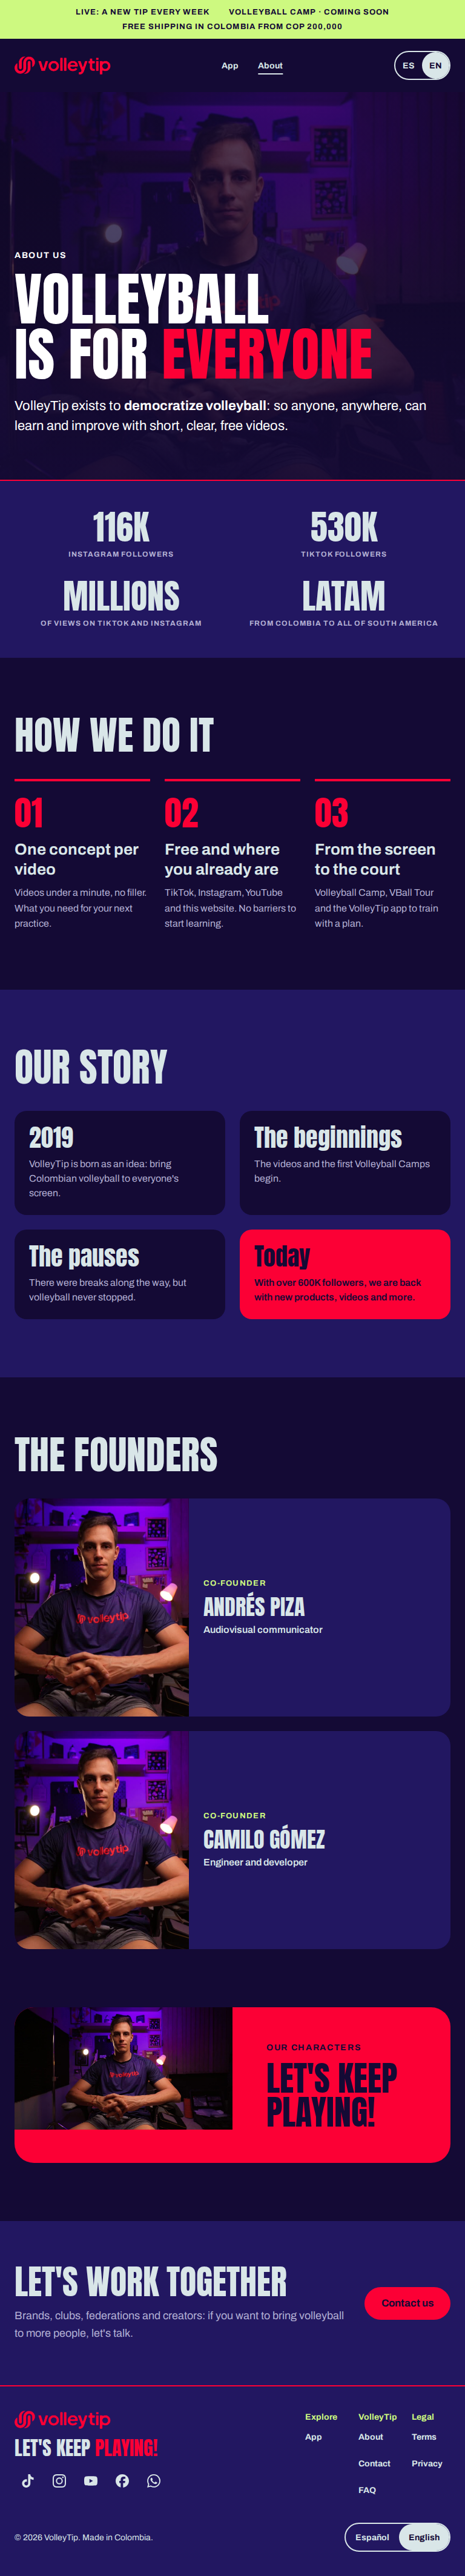 LIVE: A NEW TIP EVERY WEEK VOLLEYBALL CAMP · COMING SOON
FREE SHIPPING IN COLOMBIA FROM COP 200,000
volleytip App About ES EN
ABOUT US
VOLLEYBALL
IS FOR EVERYONE
VolleyTip exists to democratize volleyball: so anyone, anywhere, can
learn and improve with short, clear, free videos.
116K
INSTAGRAM FOLLOWERS
530K
TIKTOK FOLLOWERS
MILLIONS
OF VIEWS ON TIKTOK AND INSTAGRAM
LATAM
FROM COLOMBIA TO ALL OF SOUTH AMERICA
HOW WE DO IT
01
One concept per
video
Videos under a minute, no filler.
What you need for your next
practice.
02
Free and where
you already are
TikTok, Instagram, YouTube
and this website. No barriers to
start learning.
03
From the screen
to the court
Volleyball Camp, VBall Tour
and the VolleyTip app to train
with a plan.
OUR STORY
2019
VolleyTip is born as an idea: bring
Colombian volleyball to everyone's
screen.
The beginnings
The videos and the first Volleyball Camps
begin.
The pauses
There were breaks along the way, but
volleyball never stopped.
Today
With over 600K followers, we are back
with new products, videos and more.
THE FOUNDERS
volleytip
CO-FOUNDER
ANDRÉS PIZA
Audiovisual communicator
volleytip
CO-FOUNDER
CAMILO GÓMEZ
Engineer and developer
volleytip
OUR CHARACTERS
LET'S KEEP
PLAYING!
LET'S WORK TOGETHER
Brands, clubs, federations and creators: if you want to bring volleyball
to more people, let's talk.
Contact us
volleytip
LET'S KEEP PLAYING!
Explore
App
VolleyTip
About
Contact
FAQ
Legal
Terms
Privacy
© 2026 VolleyTip. Made in Colombia.
Español English